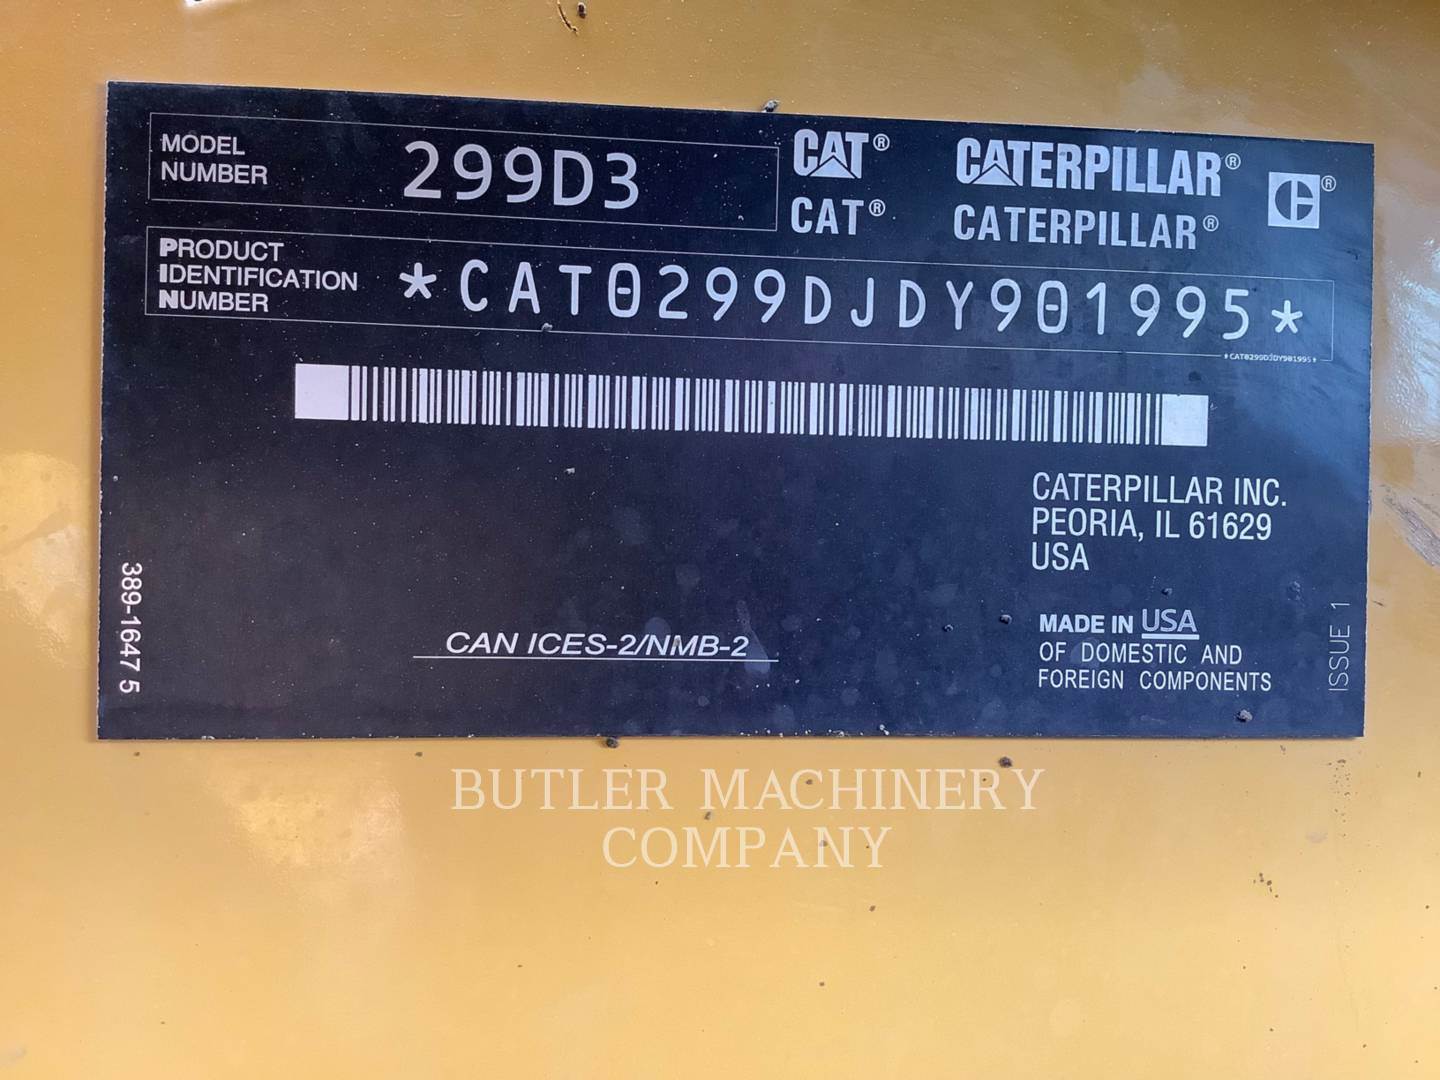 MODEL
NUMBER
299D3
CAT® CATERPILLAR® ®
CAT® CATERPILLAR®
PRODUCT
IDENTIFICATION
NUMBER
*CAT0299DJDY901995*
*CAT0299DJDY901995*
CATERPILLAR INC.
PEORIA, IL 61629
USA
389-1647 5
CAN ICES-2/NMB-2
MADE IN USA
OF DOMESTIC AND
FOREIGN COMPONENTS
ISSUE 1
BUTLER MACHINERY
COMPANY